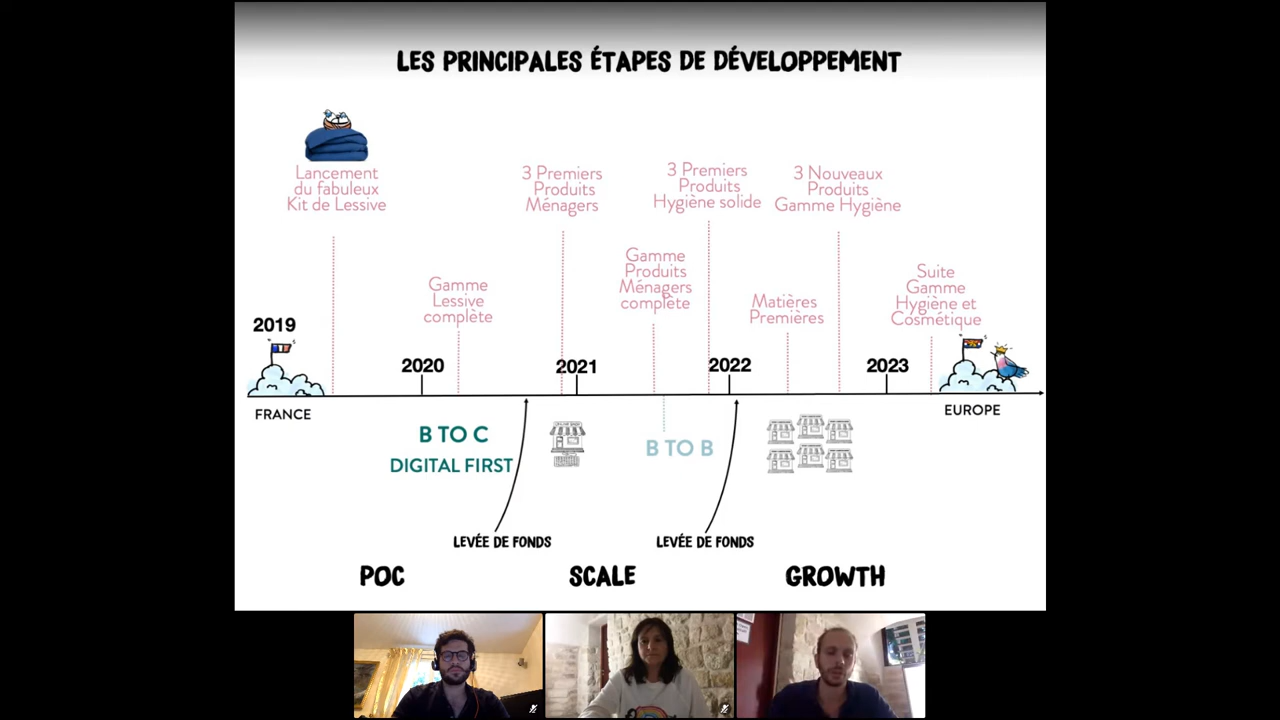 LES PRINCIPALES ÉTAPES DE DÉVELOPPEMENT
Lancement
du fabuleux
Kit de Lessive
3 Premiers
Produits
Ménagers
3 Premiers
Produits
Hygiène solide
3 Nouveaux
Produits
Gamme Hygiène
Gamme
Lessive
complète
Gamme
Produits
Ménagers
complète
Matières
Premières
Suite
Gamme
Hygiène et
Cosmétique
2019
2020
2021
2022
2023
FRANCE
EUROPE
B TO C
DIGITAL FIRST
B TO B
LEVÉE DE FONDS
LEVÉE DE FONDS
POC
SCALE
GROWTH